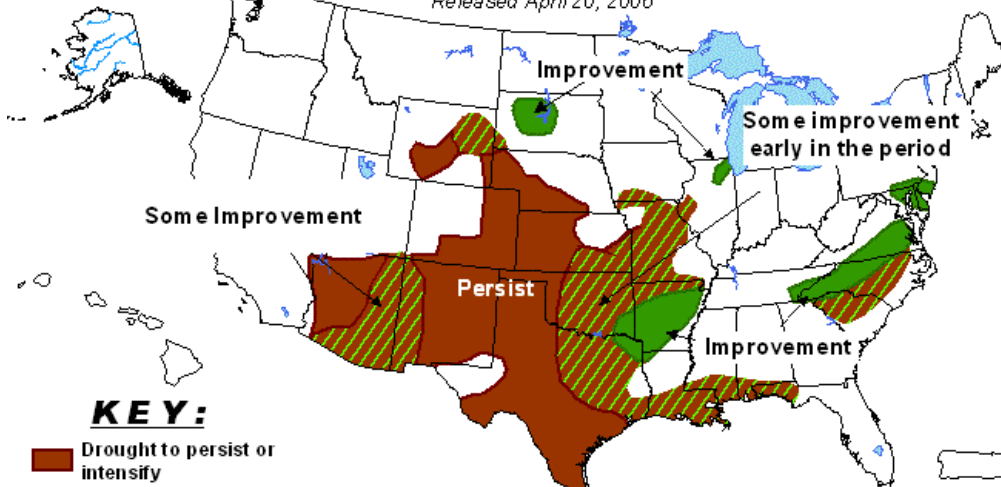 Released April 20, 2006
Improvement
Some improvement
early in the period
Some Improvement
Persist
Improvement
KEY:
Drought to persist or
intensify